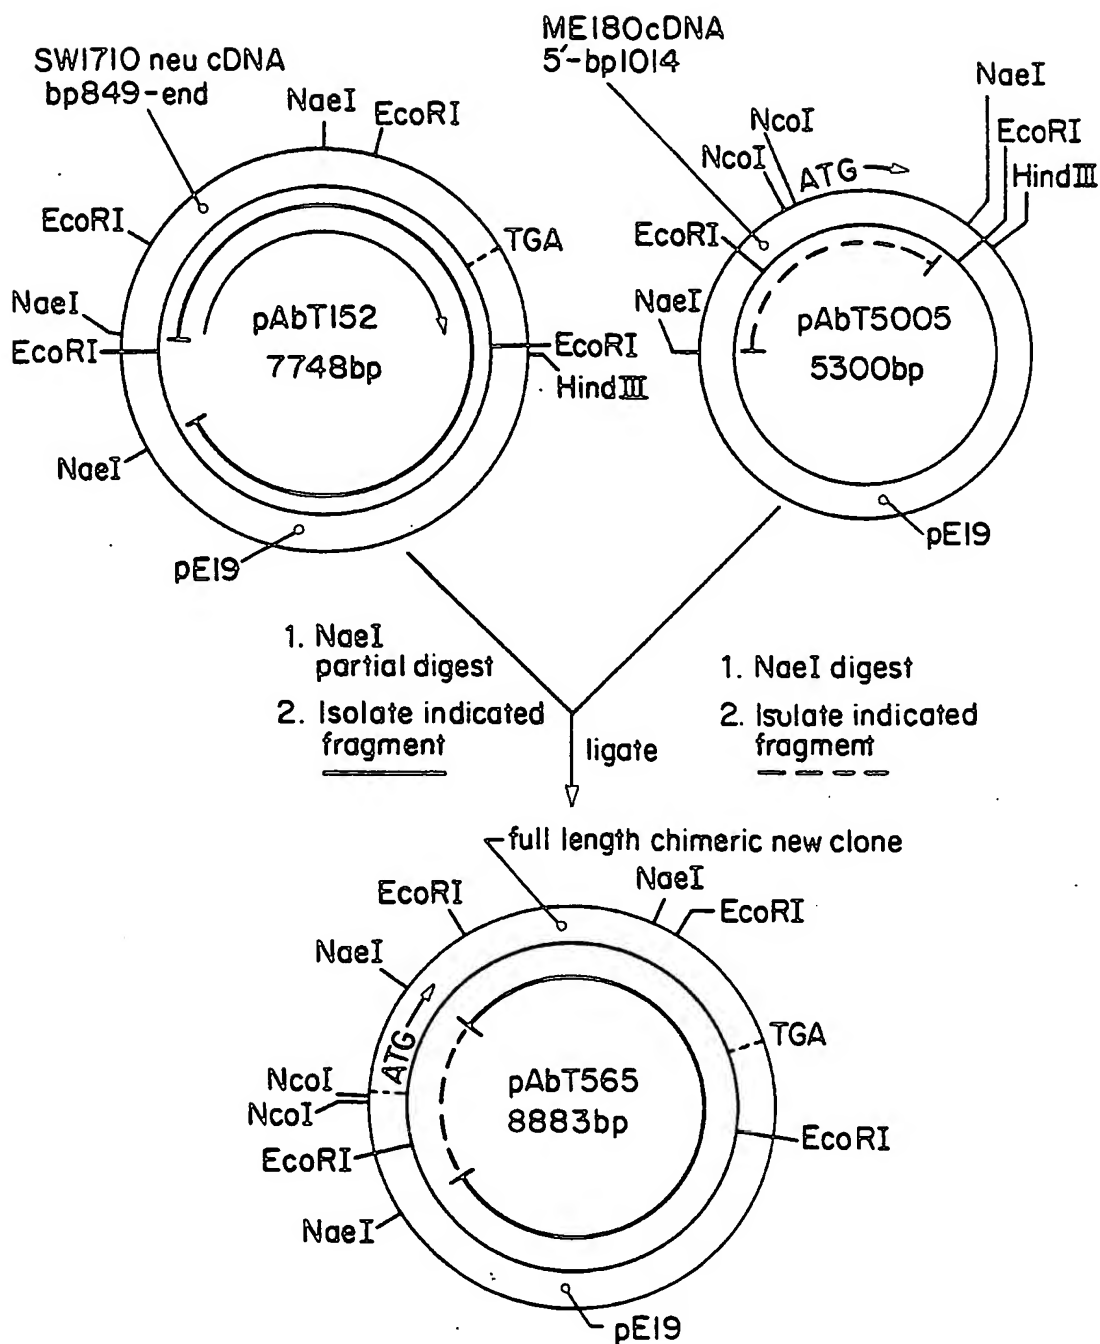 SW1710 neu cDNA
bp849-end
NaeI
EcoRI
EcoRI
NaeI
EcoRI
NaeI
TGA
EcoRI
HindIII
pAbT152
7748bp
pE19
ME180cDNA
5'-bp1014
NcoI
NcoI
ATG
NaeI
EcoRI
HindIII
EcoRI
NaeI
pAbT5005
5300bp
pE19
1. NaeI
partial digest
2. Isolate indicated
fragment
1. NaeI digest
2. Isulate indicated
fragment
ligate
full length chimeric new clone
NaeI
EcoRI
EcoRI
NaeI
ATG
NcoI
NcoI
EcoRI
NaeI
TGA
EcoRI
pAbT565
8883bp
pE19